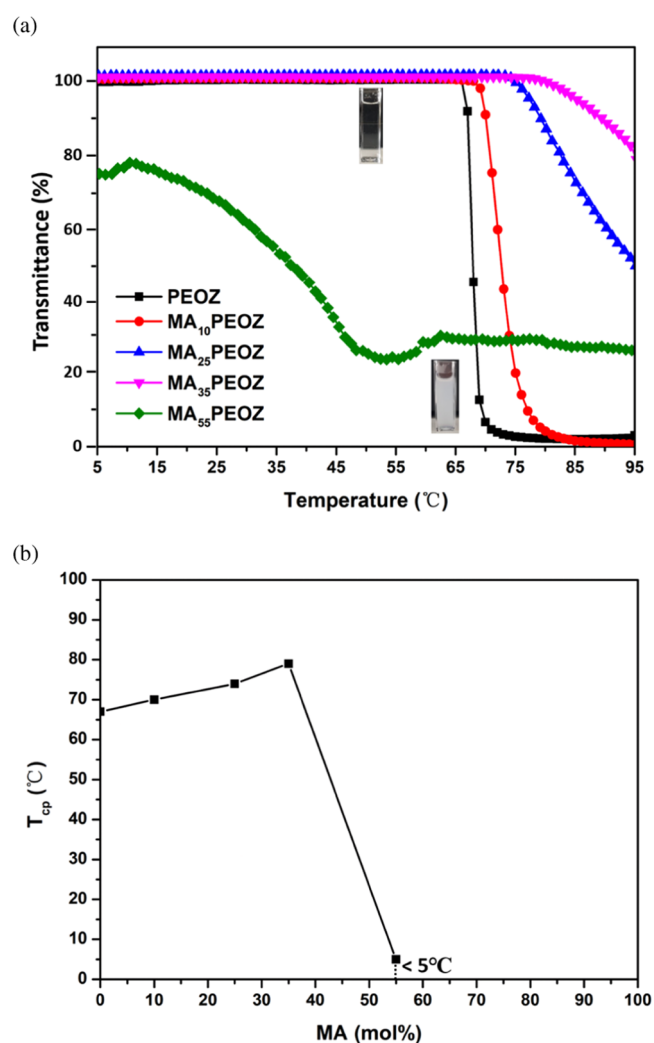 (a)
100
80
60
40
20
0
Transmittance (%)
PEOZ
MA₁₀PEOZ
MA₂₅PEOZ
MA₃₅PEOZ
MA₅₅PEOZ
5 15 25 35 45 55 65 75 85 95
Temperature (℃)
(b)
100
90
80
70
60
50
40
30
20
10
0
T_cp (℃)
< 5℃
0 10 20 30 40 50 60 70 80 90 100
MA (mol%)